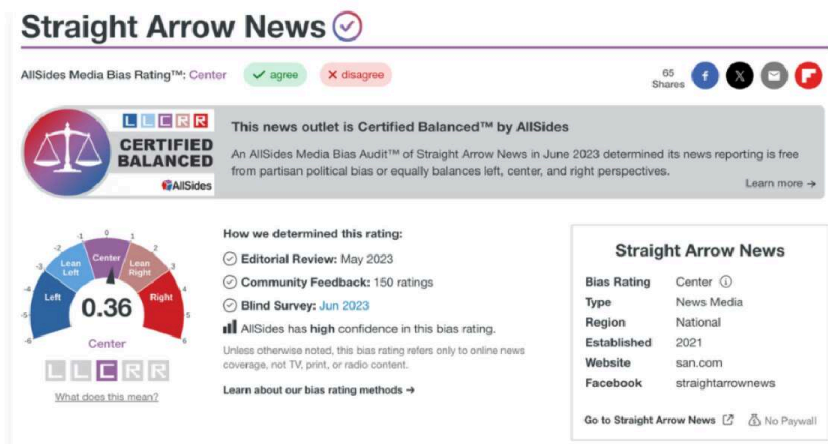 Straight Arrow News
AllSides Media Bias Rating™: Center
agree
disagree
65
Shares
L L C R R
CERTIFIED
BALANCED
AllSides
This news outlet is Certified Balanced™ by AllSides
An AllSides Media Bias Audit™ of Straight Arrow News in June 2023 determined its news reporting is free
from partisan political bias or equally balances left, center, and right perspectives.
Learn more →
-6
-5
-4
-3
-2
-1
0
1
2
3
4
5
6
Left
Lean
Left
Center
Lean
Right
Right
0.36
Center
L L C R R
What does this mean?
How we determined this rating:
Editorial Review: May 2023
Community Feedback: 150 ratings
Blind Survey: Jun 2023
AllSides has high confidence in this bias rating.
Unless otherwise noted, this bias rating refers only to online news
coverage, not TV, print, or radio content.
Learn about our bias rating methods →
Straight Arrow News
Bias Rating Center
Type News Media
Region National
Established 2021
Website san.com
Facebook straightarrownews
Go to Straight Arrow News No Paywall